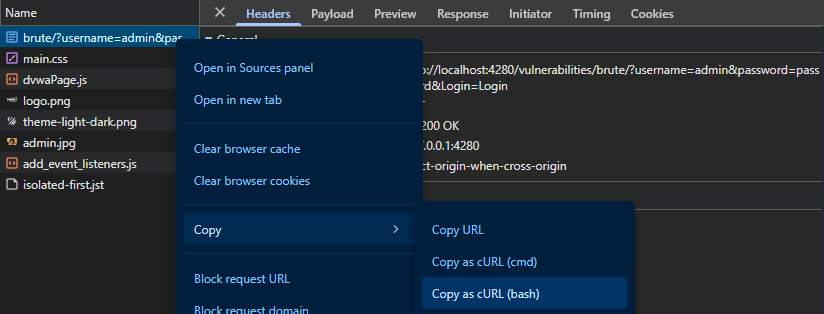 Name
Headers Payload Preview Response Initiator Timing Cookies
brute/?username=admin&pas
General
main.css
dvwaPage.js
logo.png
theme-light-dark.png
admin.jpg
add_event_listeners.js
isolated-first.jst
p://localhost:4280/vulnerabilities/brute/?username=admin&password=pass
rd&Login=Login
200 OK
.0.0.1:4280
ct-origin-when-cross-origin
Open in Sources panel
Open in new tab
Clear browser cache
Clear browser cookies
Copy
Block request URL
Block request domain
Copy URL
Copy as cURL (cmd)
Copy as cURL (bash)